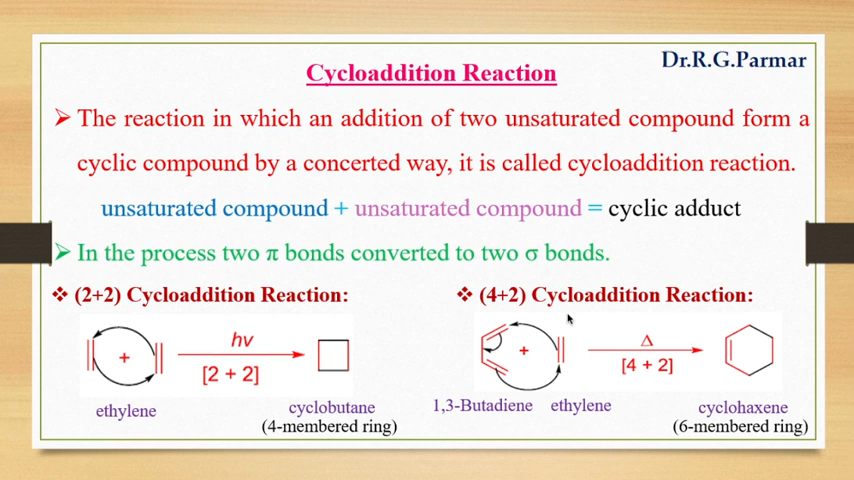 Dr.R.G.Parmar
Cycloaddition Reaction
➢ The reaction in which an addition of two unsaturated compound form a
cyclic compound by a concerted way, it is called cycloaddition reaction.
unsaturated compound + unsaturated compound = cyclic adduct
➢ In the process two π bonds converted to two σ bonds.
❖ (2+2) Cycloaddition Reaction:
+
hv
[2 + 2]
ethylene
cyclobutane
(4-membered ring)
❖ (4+2) Cycloaddition Reaction:
+
Δ
[4 + 2]
1,3-Butadiene ethylene
cyclohaxene
(6-membered ring)